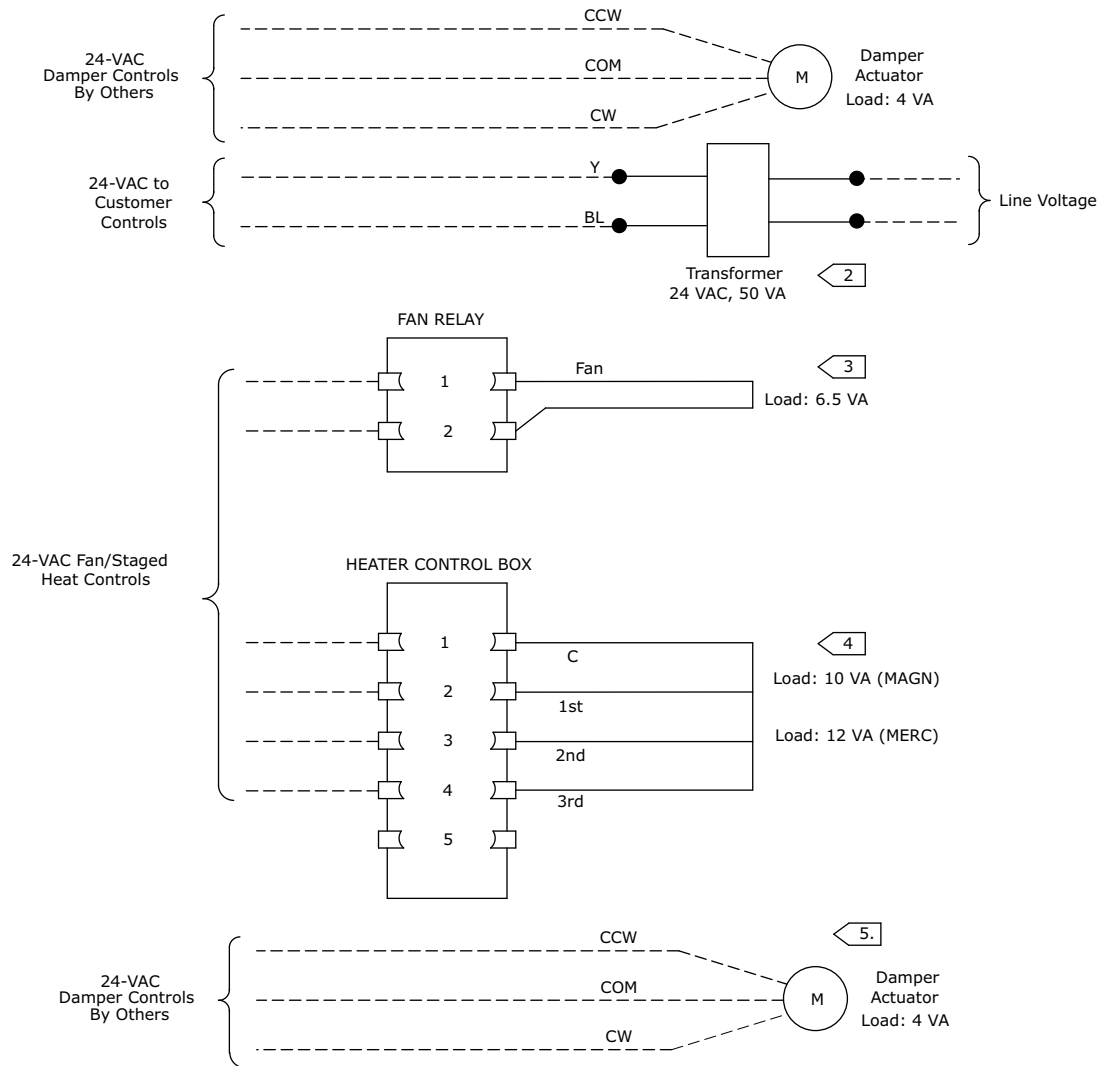 CCW
24-VAC
Damper Controls
By Others
COM
M
Damper
Actuator
Load: 4 VA
CW
24-VAC to
Customer
Controls
Y
BL
Line Voltage
Transformer
24 VAC, 50 VA
2
FAN RELAY
1
Fan
3
Load: 6.5 VA
2
24-VAC Fan/Staged
Heat Controls
HEATER CONTROL BOX
1
C
4
Load: 10 VA (MAGN)
2
1st
3
2nd
Load: 12 VA (MERC)
4
3rd
5
5.
CCW
24-VAC
Damper Controls
By Others
COM
M
Damper
Actuator
Load: 4 VA
CW